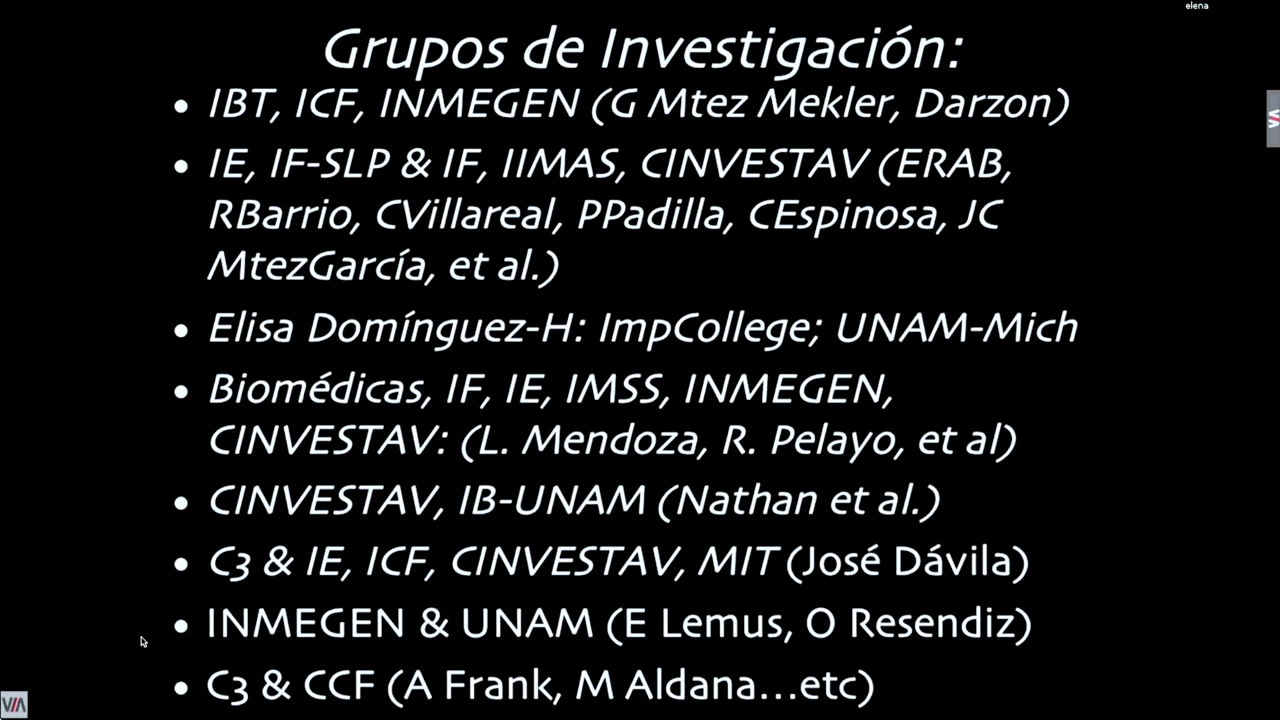 elena
Grupos de Investigación:
• IBT, ICF, INMEGEN (G Mtez Mekler, Darzon)
• IE, IF-SLP & IF, IIMAS, CINVESTAV (ERAB,
RBarrio, CVillareal, PPadilla, CEspinosa, JC
MtezGarcía, et al.)
• Elisa Domínguez-H: ImpCollege; UNAM-Mich
• Biomédicas, IF, IE, IMSS, INMEGEN,
CINVESTAV: (L. Mendoza, R. Pelayo, et al)
• CINVESTAV, IB-UNAM (Nathan et al.)
• C3 & IE, ICF, CINVESTAV, MIT (José Dávila)
• INMEGEN & UNAM (E Lemus, O Resendiz)
• C3 & CCF (A Frank, M Aldana...etc)
VIA